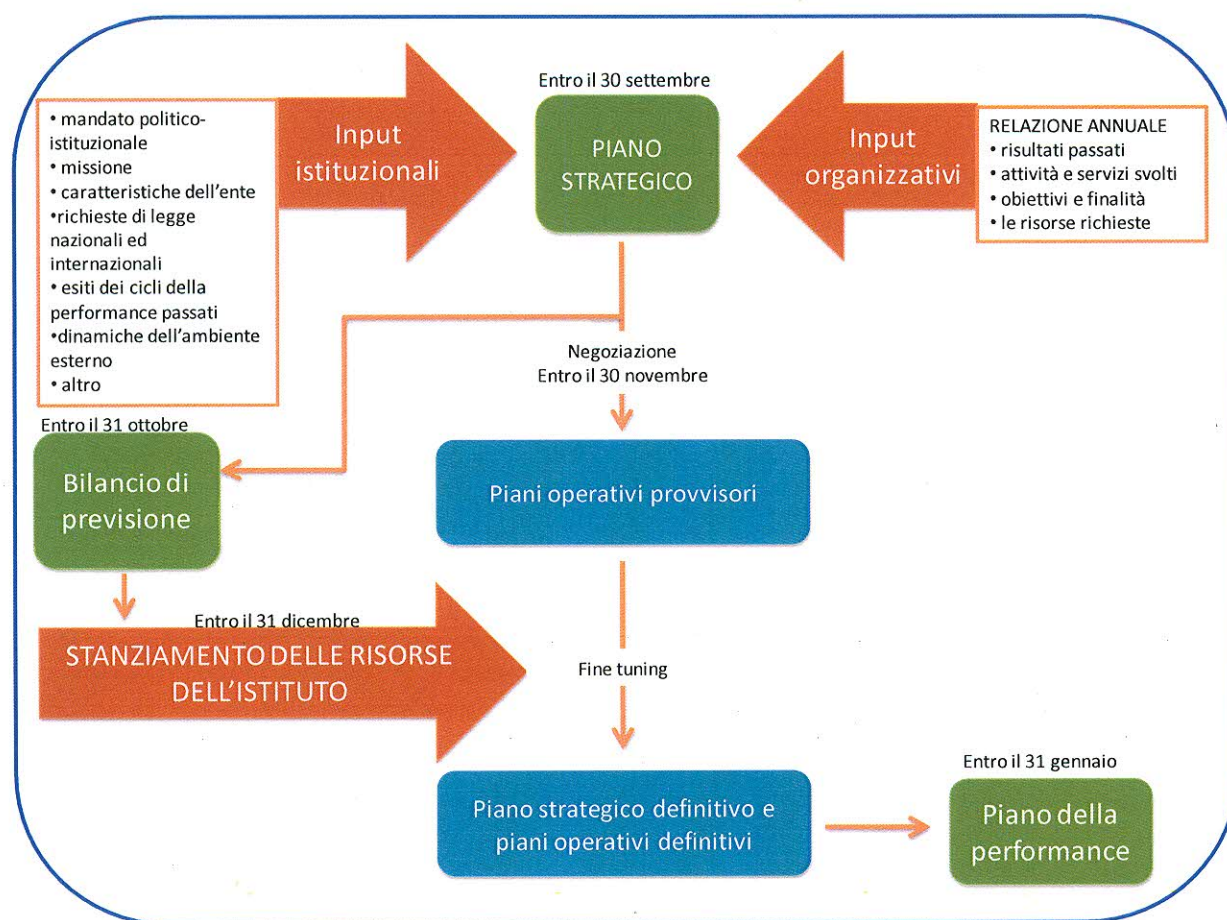 Entro il 30 settembre
• mandato politico-
istituzionale
• missione
• caratteristiche dell'ente
•richieste di legge
nazionali ed
internazionali
• esiti dei cicli della
performance passati
•dinamiche dell'ambiente
esterno
• altro
Input
istituzionali
PIANO
STRATEGICO
Input
organizzativi
RELAZIONE ANNUALE
• risultati passati
• attività e servizi svolti
• obiettivi e finalità
• le risorse richieste
Negoziazione
Entro il 30 novembre
Entro il 31 ottobre
Bilancio di
previsione
Piani operativi provvisori
Entro il 31 dicembre
STANZIAMENTO DELLE RISORSE
DELL'ISTITUTO
Fine tuning
Piano strategico definitivo e
piani operativi definitivi
Entro il 31 gennaio
Piano della
performance